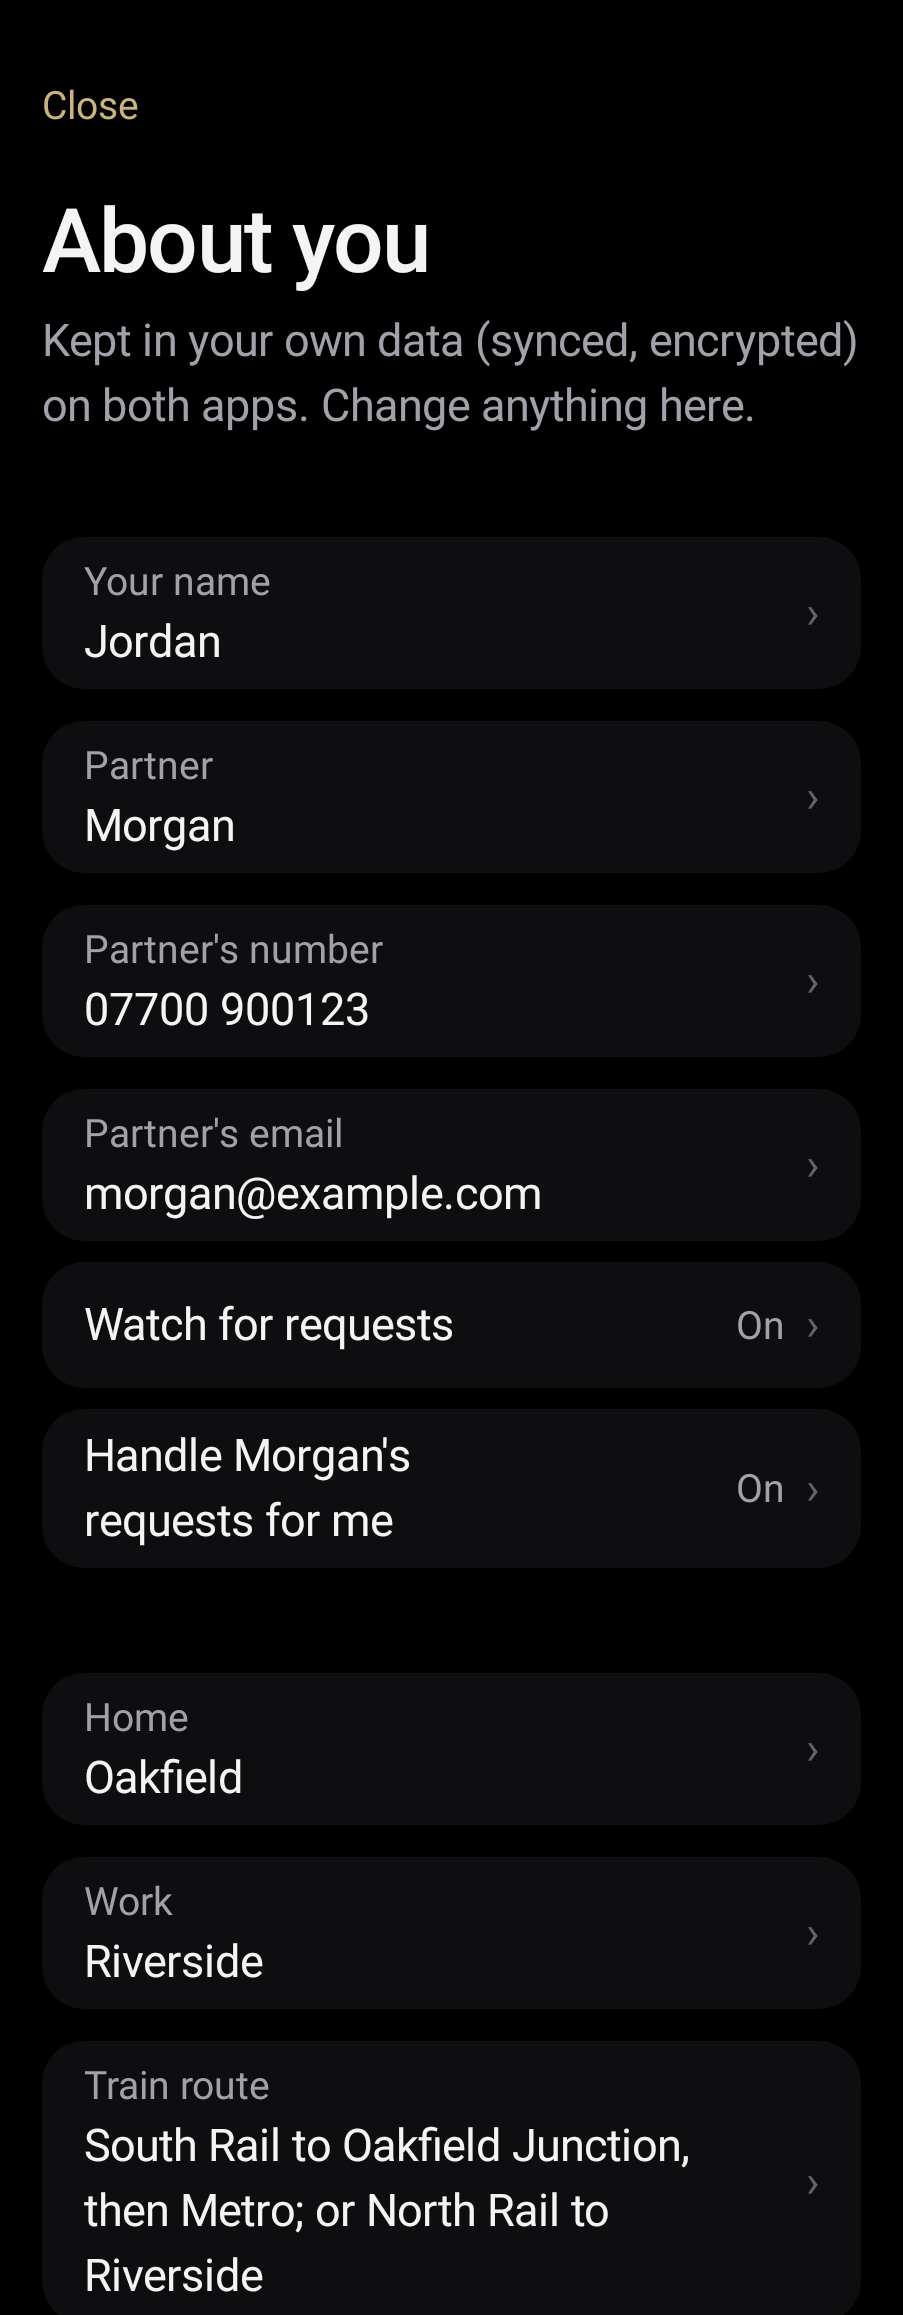 Close
About you
Kept in your own data (synced, encrypted)
on both apps. Change anything here.
Your name
Jordan
›
Partner
Morgan
›
Partner's number
07700 900123
›
Partner's email
morgan@example.com
›
Watch for requests
On ›
Handle Morgan's
requests for me
On ›
Home
Oakfield
›
Work
Riverside
›
Train route
South Rail to Oakfield Junction,
then Metro; or North Rail to
Riverside
›